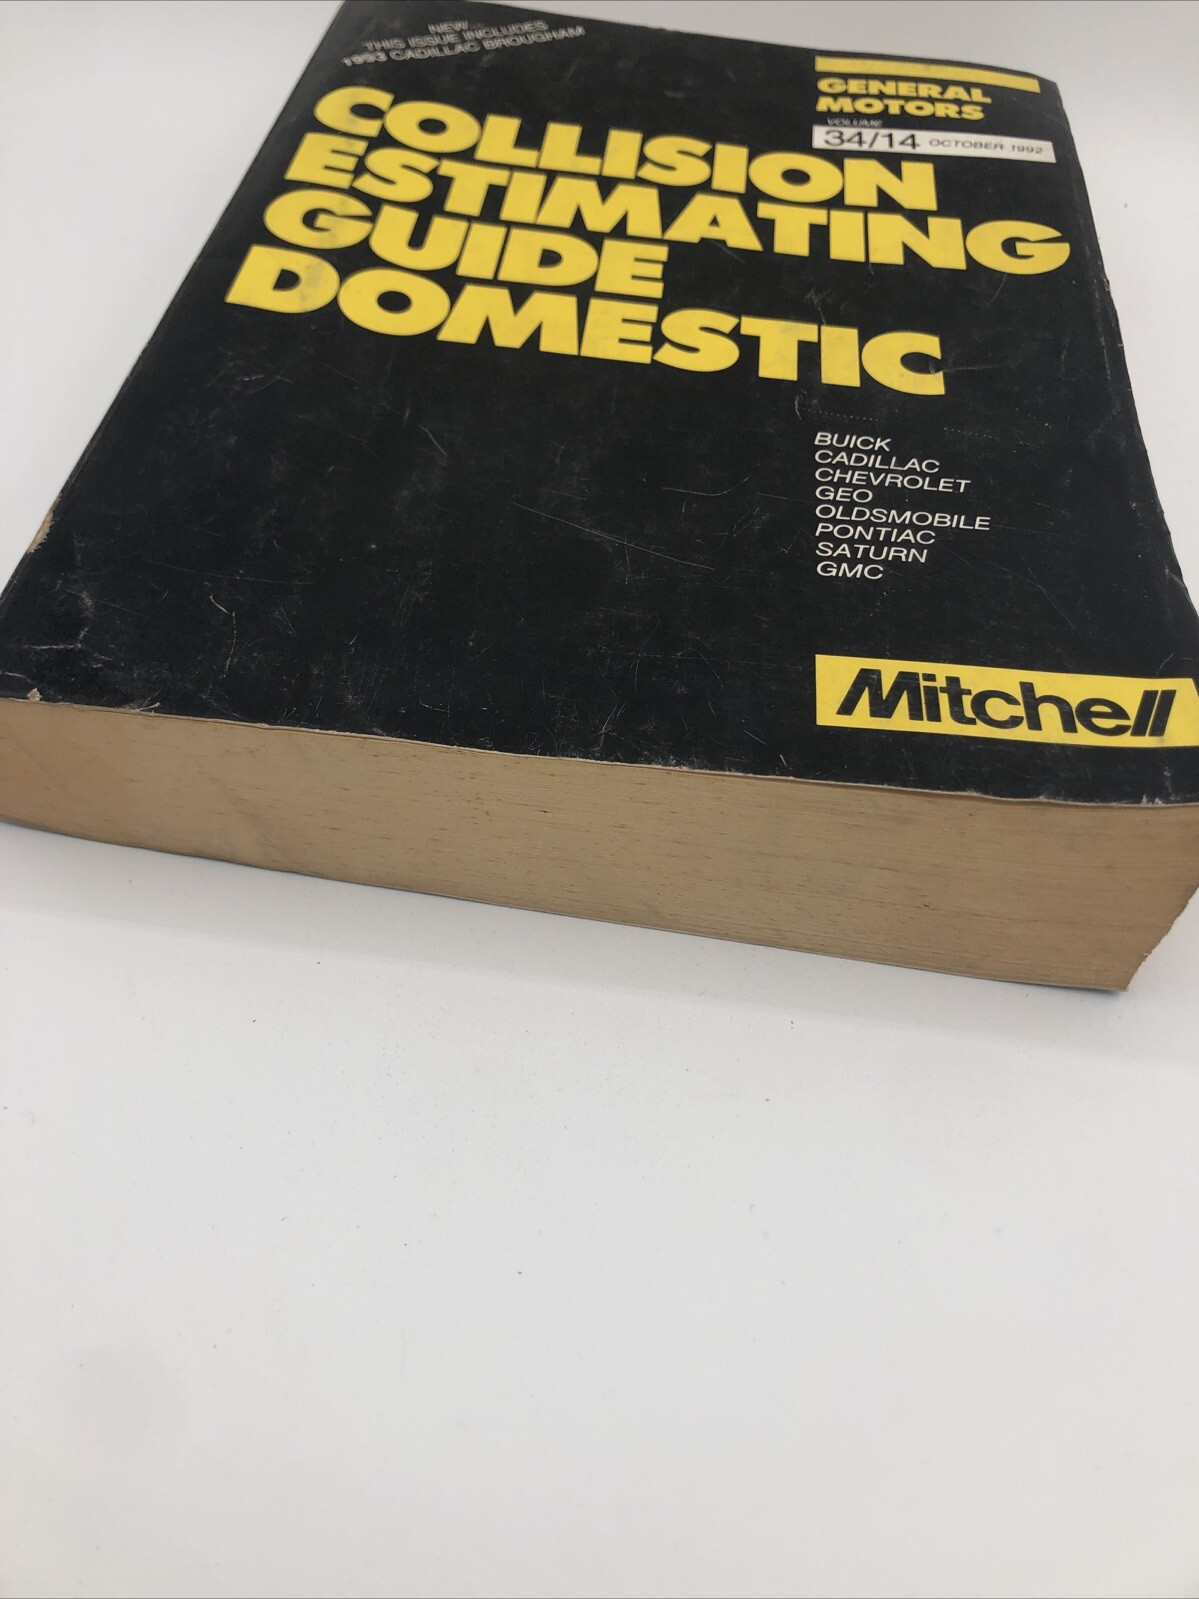 NEW...
THIS ISSUE INCLUDES
1993 CADILLAC BROUGHAM
GENERAL
MOTORS
VOLUME
34/14 OCTOBER 1992
COLLISION
ESTIMATING
GUIDE
DOMESTIC
BUICK
CADILLAC
CHEVROLET
GEO
OLDSMOBILE
PONTIAC
SATURN
GMC
Mitchell